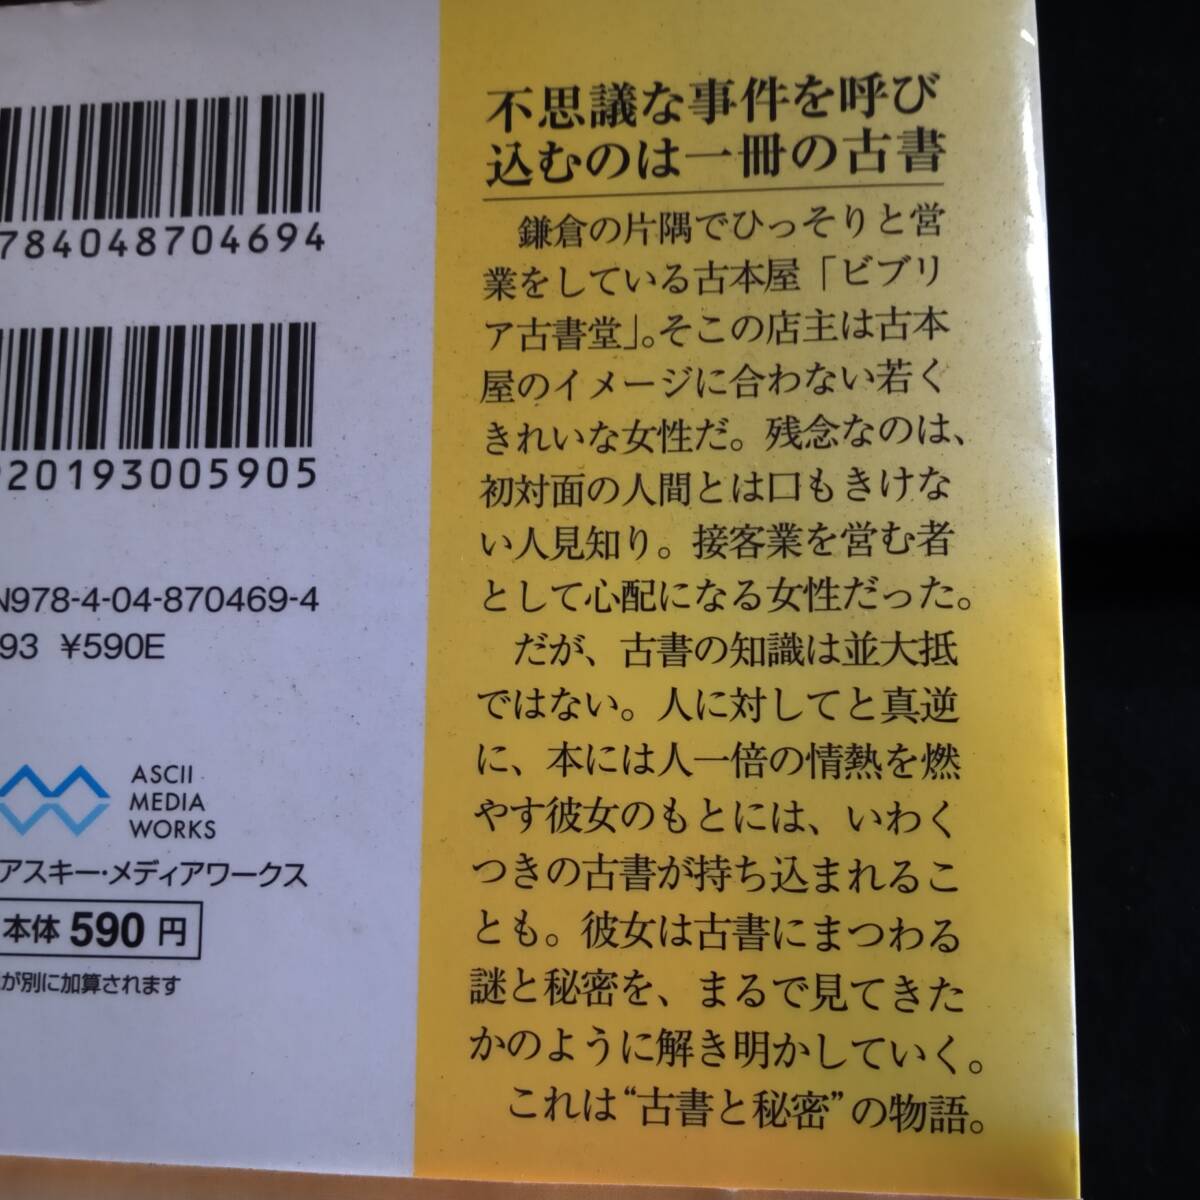 784048704694
920193005905
N978-4-04-870469-4
93 ¥590E
ASCII
MEDIA
WORKS
アスキー・メディアワークス
本体 590 円
が別に加算されます
不思議な事件を呼び
込むのは一冊の古書
鎌倉の片隅でひっそりと営
業をしている古本屋「ビブリ
ア古書堂」。そこの店主は古本
屋のイメージに合わない若く
きれいな女性だ。残念なのは、
初対面の人間とは口もきけな
い人見知り。接客業を営む者
として心配になる女性だった。
だが、古書の知識は並大抵
ではない。人に対してと真逆
に、本には人一倍の情熱を燃
やす彼女のもとには、いわく
つきの古書が持ち込まれるこ
とも。彼女は古書にまつわる
謎と秘密を、まるで見てきた
かのように解き明かしていく。
これは“古書と秘密”の物語。